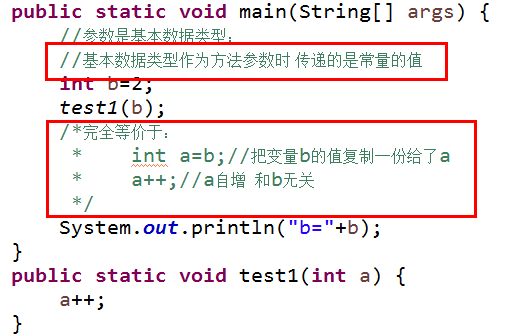 public static void main(String[] args) {
//参数是基本数据类型：
//基本数据类型作为方法参数时 传递的是常量的值
int b=2;
test1(b);
/*完全等价于：
*     int a=b;//把变量b的值复制一份给了a
*     a++;//a自增 和b无关
*/
System.out.println("b="+b);
}
public static void test1(int a) {
a++;
}